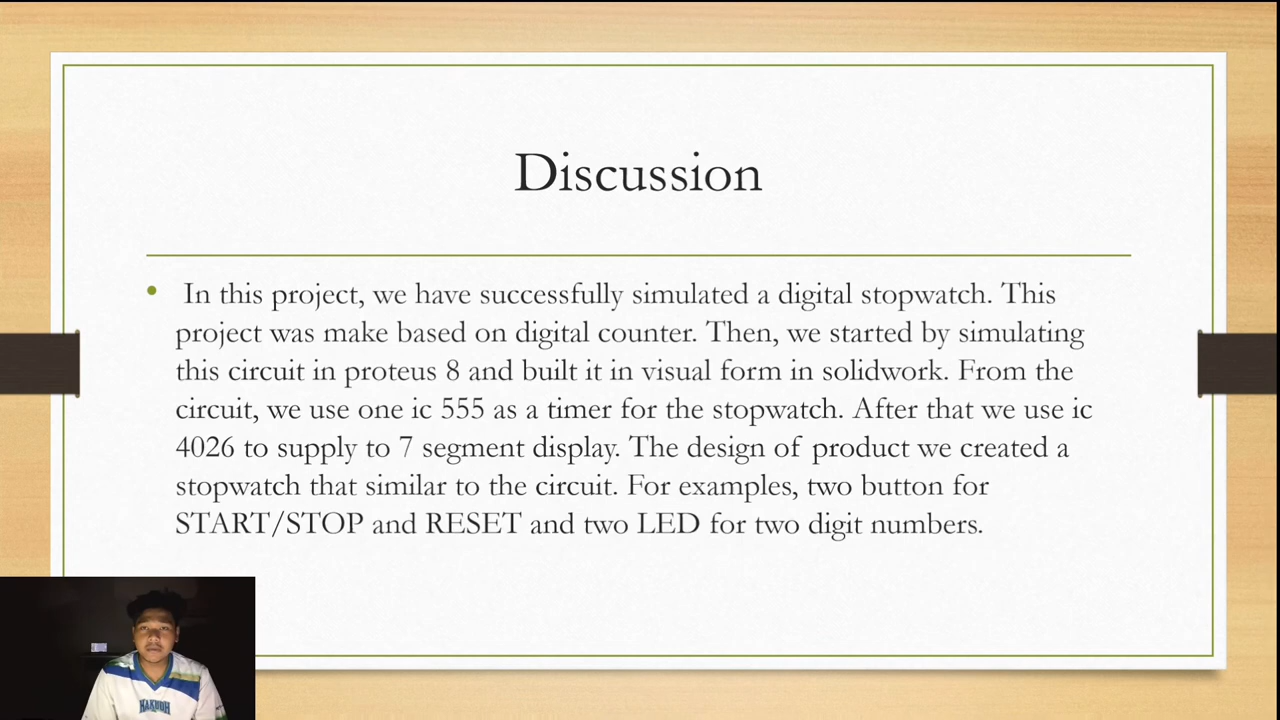 Discussion
• In this project, we have successfully simulated a digital stopwatch. This
project was make based on digital counter. Then, we started by simulating
this circuit in proteus 8 and built it in visual form in solidwork. From the
circuit, we use one ic 555 as a timer for the stopwatch. After that we use ic
4026 to supply to 7 segment display. The design of product we created a
stopwatch that similar to the circuit. For examples, two button for
START/STOP and RESET and two LED for two digit numbers.